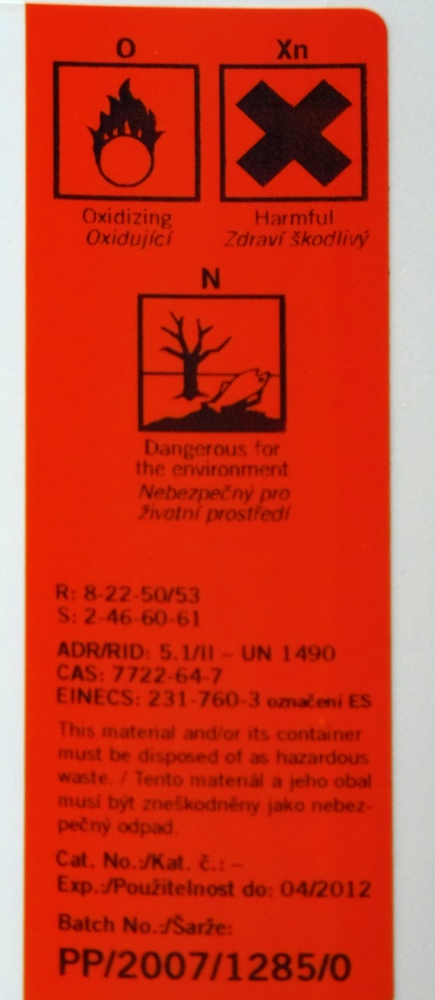 O Xn
Oxidizing Harmful
Oxidující Zdraví škodlivý
N
Dangerous for
the environment
Nebezpečný pro
životní prostředí
R: 8-22-50/53
S: 2-46-60-61
ADR/RID: 5.1/II – UN 1490
CAS: 7722-64-7
EINECS: 231-760-3 označení ES
This material and/or its container
must be disposed of as hazardous
waste. / Tento materiál a jeho obal
musí být zneškodněny jako nebez-
pečný odpad.
Cat. No.:/Kat. č.: –
Exp.:/Použitelnost do: 04/2012
Batch No.:/Šarže:
PP/2007/1285/0